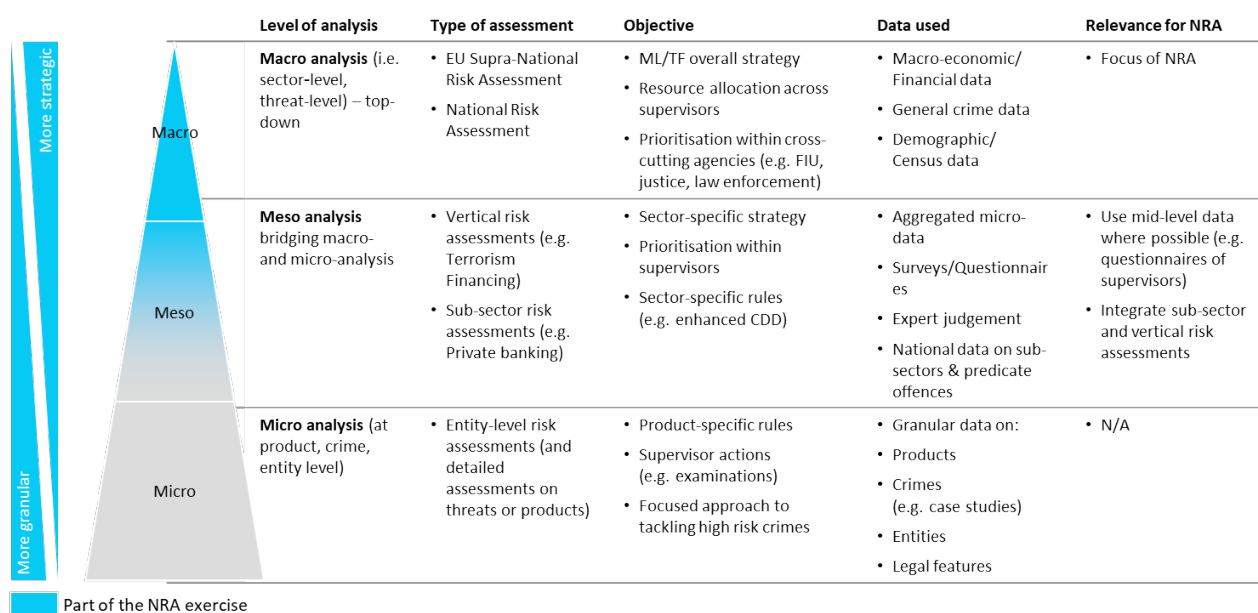 Level of analysis
Type of assessment
Objective
Data used
Relevance for NRA
More strategic
More granular
Macro
Macro analysis (i.e.
sector-level,
threat-level) – top-
down
• EU Supra-National
Risk Assessment
• National Risk
Assessment
• ML/TF overall strategy
• Resource allocation across
supervisors
• Prioritisation within cross-
cutting agencies (e.g. FIU,
justice, law enforcement)
• Macro-economic/
Financial data
• General crime data
• Demographic/
Census data
• Focus of NRA
Meso
Meso analysis
bridging macro-
and micro-analysis
• Vertical risk
assessments (e.g.
Terrorism
Financing)
• Sub-sector risk
assessments (e.g.
Private banking)
• Sector-specific strategy
• Prioritisation within
supervisors
• Sector-specific rules
(e.g. enhanced CDD)
• Aggregated micro-
data
• Surveys/Questionnair
es
• Expert judgement
• National data on sub-
sectors & predicate
offences
• Use mid-level data
where possible (e.g.
questionnaires of
supervisors)
• Integrate sub-sector
and vertical risk
assessments
Micro
Micro analysis (at
product, crime,
entity level)
• Entity-level risk
assessments (and
detailed
assessments on
threats or products)
• Product-specific rules
• Supervisor actions
(e.g. examinations)
• Focused approach to
tackling high risk crimes
• Granular data on:
• Products
• Crimes
(e.g. case studies)
• Entities
• Legal features
• N/A
Part of the NRA exercise